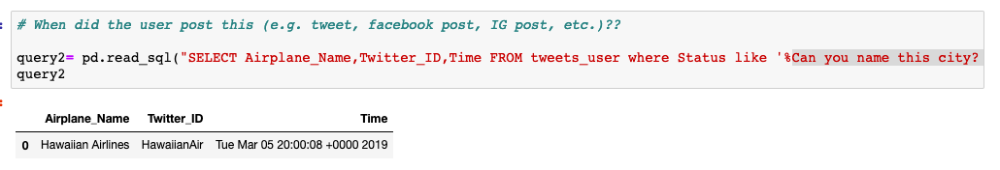 # When did the user post this (e.g. tweet, facebook post, IG post, etc.)??
query2= pd.read_sql("SELECT Airplane_Name,Twitter_ID,Time FROM tweets_user where Status like '%Can you name this city?
query2
Airplane_Name Twitter_ID Time
0 Hawaiian Airlines HawaiianAir Tue Mar 05 20:00:08 +0000 2019